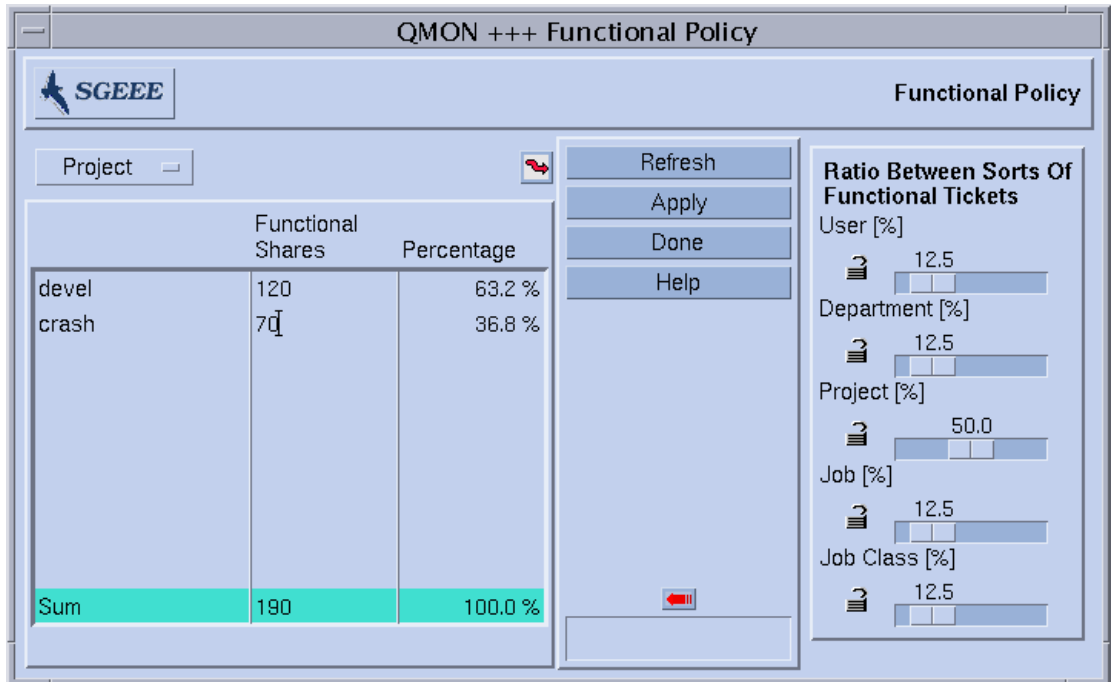 QMON +++ Functional Policy
SGEEE
Functional Policy
Project
Functional
Shares
Percentage
devel 120 63.2 %
crash 70 36.8 %
Sum 190 100.0 %
Refresh
Apply
Done
Help
Ratio Between Sorts Of
Functional Tickets
User [%]
12.5
Department [%]
12.5
Project [%]
50.0
Job [%]
12.5
Job Class [%]
12.5